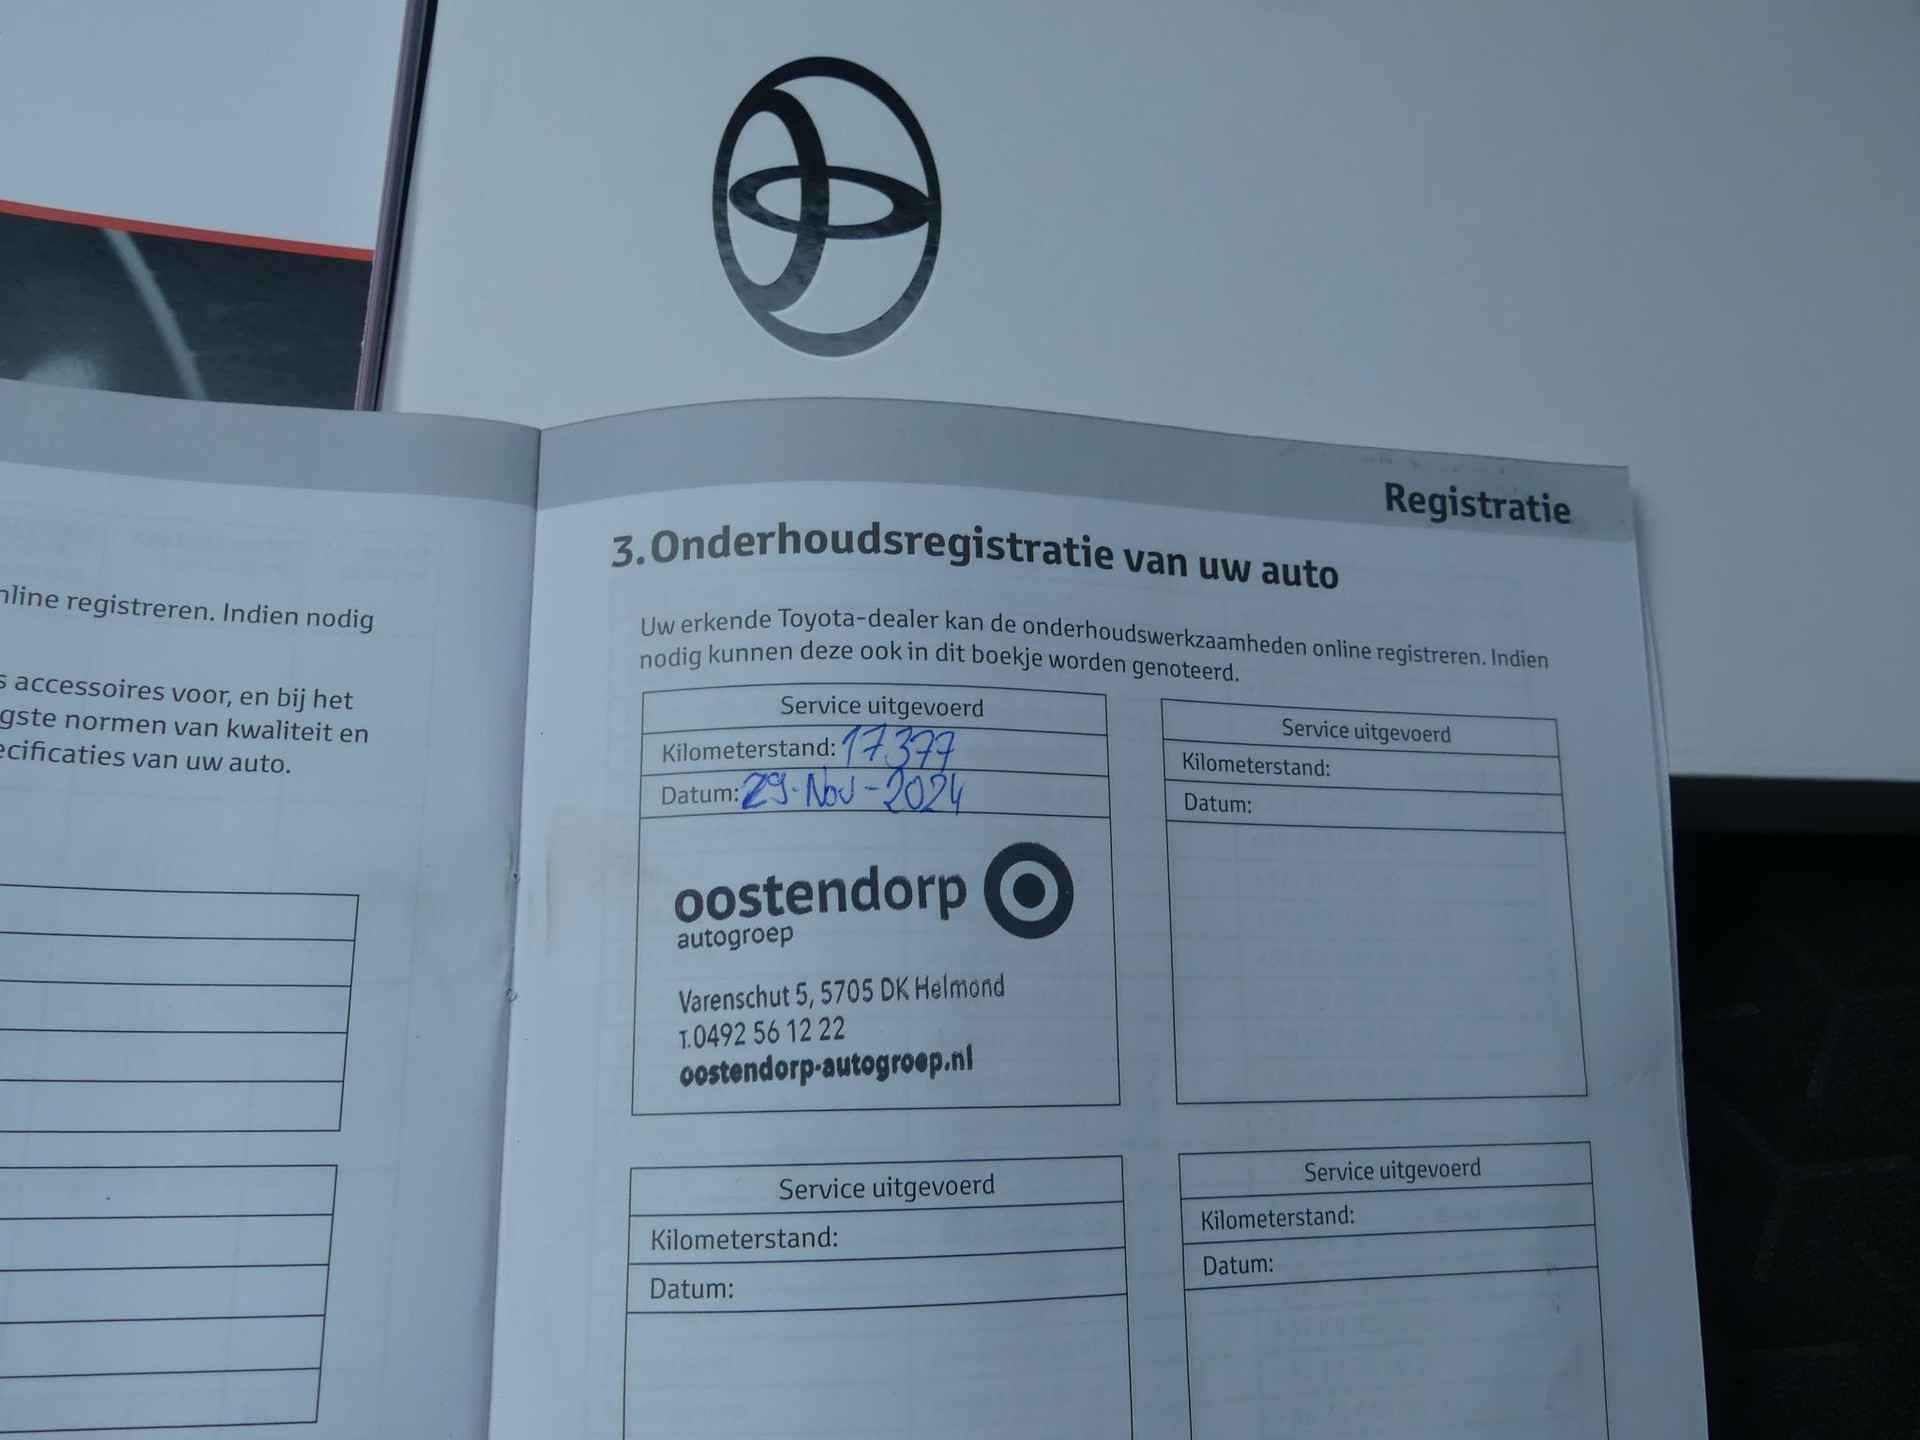 nline registreren. Indien nodig
s accessoires voor, en bij het
gste normen van kwaliteit en
ecificaties van uw auto.
Registratie
3. Onderhoudsregistratie van uw auto
Uw erkende Toyota-dealer kan de onderhoudswerkzaamheden online registreren. Indien
nodig kunnen deze ook in dit boekje worden genoteerd.
Service uitgevoerd
Kilometerstand: 17.377
Datum: 29-Nov-2024
oostendorp
autogroep
Varenschut 5, 5705 DK Helmond
T.0492 56 12 22
oostendorp-autogroep.nl
Service uitgevoerd
Kilometerstand:
Datum:
Service uitgevoerd
Kilometerstand:
Datum:
Service uitgevoerd
Kilometerstand:
Datum: